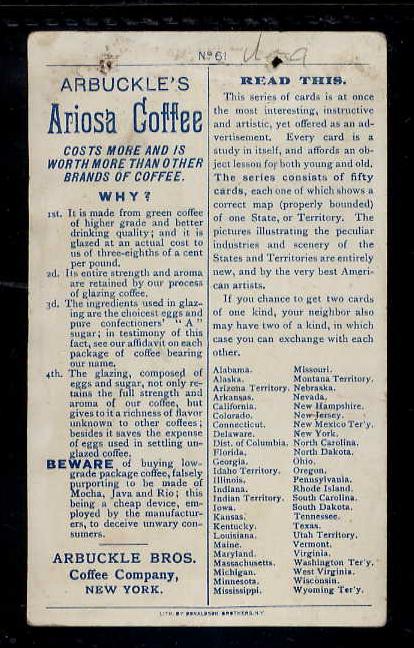 No 61
ARBUCKLE'S
Ariosa Coffee
COSTS MORE AND IS
WORTH MORE THAN OTHER
BRANDS OF COFFEE.
WHY?
1st. It is made from green coffee
of higher grade and better
drinking quality; and it is
glazed at an actual cost to
us of three-eighths of a cent
per pound.
2d. Its entire strength and aroma
are retained by our process
of glazing coffee.
3d. The ingredients used in glaz-
ing are the choicest eggs and
pure confectioners' "A"
sugar; in testimony of this
fact, see our affidavit on each
package of coffee bearing
our name.
4th. The glazing, composed of
eggs and sugar, not only re-
tains the full strength and
aroma of our coffee, but
gives to it a richness of flavor
unknown to other coffees;
besides it saves the expense
of eggs used in settling un-
glazed coffee.
BEWARE of buying low-
grade package coffee, falsely
purporting to be made of
Mocha, Java and Rio; this
being a cheap device, em-
ployed by the manufactur-
ers, to deceive unwary con-
sumers.
ARBUCKLE BROS.
Coffee Company,
NEW YORK.
READ THIS.
This series of cards is at once
the most interesting, instructive
and artistic, yet offered as an ad-
vertisement. Every card is a
study in itself, and affords an ob-
ject lesson for both young and old.
The series consists of fifty
cards, each one of which shows a
correct map (properly bounded)
of one State, or Territory. The
pictures illustrating the peculiar
industries and scenery of the
States and Territories are entirely
new, and by the very best Ameri-
can artists.
If you chance to get two cards
of one kind, your neighbor also
may have two of a kind, in which
case you can exchange with each
other.
Alabama.
Alaska.
Arizona Territory.
Arkansas.
California.
Colorado.
Connecticut.
Delaware.
Dist. of Columbia.
Florida.
Georgia.
Idaho Territory.
Illinois.
Indiana.
Indian Territory.
Iowa.
Kansas.
Kentucky.
Louisiana.
Maine.
Maryland.
Massachusetts.
Michigan.
Minnesota.
Mississippi.
Missouri.
Montana Territory.
Nebraska.
Nevada.
New Hampshire.
New Jersey.
New Mexico Ter'y.
New York.
North Carolina.
North Dakota.
Ohio.
Oregon.
Pennsylvania.
Rhode Island.
South Carolina.
South Dakota.
Tennessee.
Texas.
Utah Territory.
Vermont.
Virginia.
Washington Ter'y.
West Virginia.
Wisconsin.
Wyoming Ter'y.
LITH. BY DONALDSON BROTHERS, N.Y.